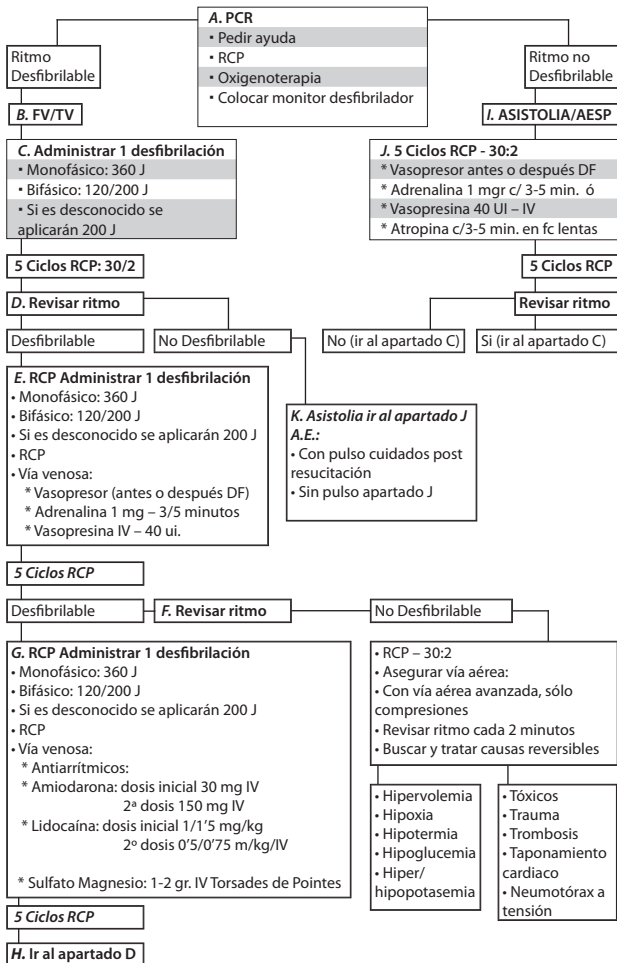 A. PCR
▪ Pedir ayuda
▪ RCP
▪ Oxigenoterapia
▪ Colocar monitor desfibrilador
Ritmo
Desfibrilable
Ritmo no
Desfibrilable
B. FV/TV
I. ASISTOLIA/AESP
C. Administrar 1 desfibrilación
▪ Monofásico: 360 J
▪ Bifásico: 120/200 J
▪ Si es desconocido se
aplicarán 200 J
J. 5 Ciclos RCP - 30:2
* Vasopresor antes o después DF
* Adrenalina 1 mgr c/ 3-5 min. ó
* Vasopresina 40 UI – IV
* Atropina c/3-5 min. en fc lentas
5 Ciclos RCP: 30/2
5 Ciclos RCP
D. Revisar ritmo
Revisar ritmo
Desfibrilable
No Desfibrilable
No (ir al apartado C)
Si (ir al apartado C)
E. RCP Administrar 1 desfibrilación
• Monofásico: 360 J
• Bifásico: 120/200 J
• Si es desconocido se aplicarán 200 J
• RCP
• Vía venosa:
* Vasopresor (antes o después DF)
* Adrenalina 1 mg – 3/5 minutos
* Vasopresina IV – 40 ui.
K. Asistolia ir al apartado J
A.E.:
• Con pulso cuidados post
resucitación
• Sin pulso apartado J
5 Ciclos RCP
Desfibrilable
F. Revisar ritmo
No Desfibrilable
G. RCP Administrar 1 desfibrilación
• Monofásico: 360 J
• Bifásico: 120/200 J
• Si es desconocido se aplicarán 200 J
• RCP
• Vía venosa:
* Antiarrítmicos:
* Amiodarona: dosis inicial 30 mg IV
2ª dosis 150 mg IV
* Lidocaína: dosis inicial 1/1'5 mg/kg
2º dosis 0'5/0'75 m/kg/IV
* Sulfato Magnesio: 1-2 gr. IV Torsades de Pointes
• RCP – 30:2
• Asegurar vía aérea:
• Con vía aérea avanzada, sólo
compresiones
• Revisar ritmo cada 2 minutos
• Buscar y tratar causas reversibles
• Hipervolemia
• Hipoxia
• Hipotermia
• Hipoglucemia
• Hiper/
hipopotasemia
• Tóxicos
• Trauma
• Trombosis
• Taponamiento
cardiaco
• Neumotórax a
tensión
5 Ciclos RCP
H. Ir al apartado D